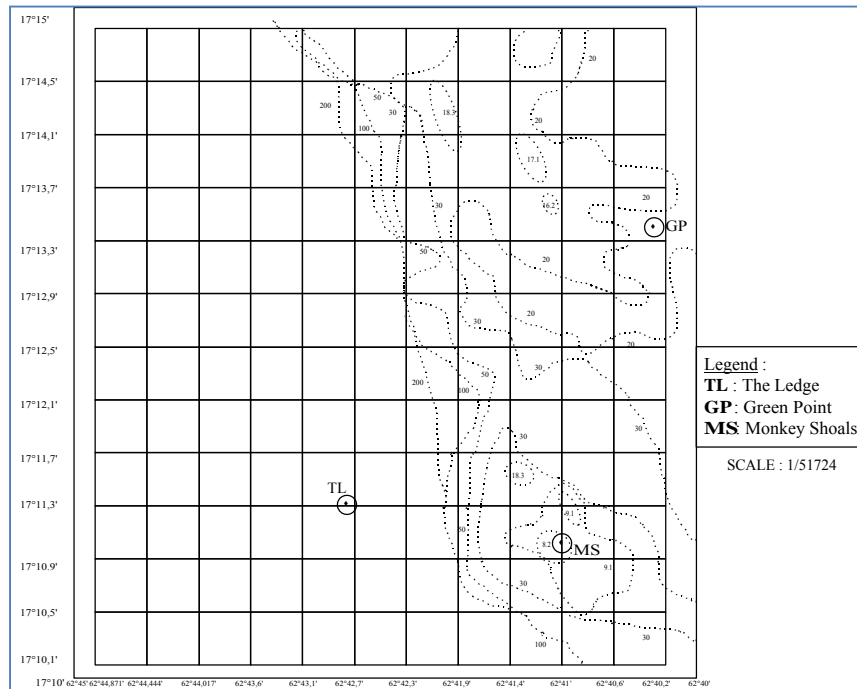 17°15'
17°14,5'
17°14,1'
17°13,7'
17°13,3'
17°12,9'
17°12,5'
17°12,1'
17°11,7'
17°11,3'
17°10,9'
17°10,5'
17°10,1'
17°10' 62°45' 62°44,871' 62°44,444' 62°44,017' 62°43,6' 62°43,1' 62°42,7' 62°42,3' 62°41,9' 62°41,4' 62°41' 62°40,6' 62°40,2' 62°40'
20
200 50 30 18.3 20
100
17.1
30 16.2 20
GP
50 20
30 20 20
30
200 50 100
30 30
18.3
TL
9.1
50 8.2 MS
30 9.1
100 30
Legend :
TL : The Ledge
GP : Green Point
MS: Monkey Shoals
SCALE : 1/51724